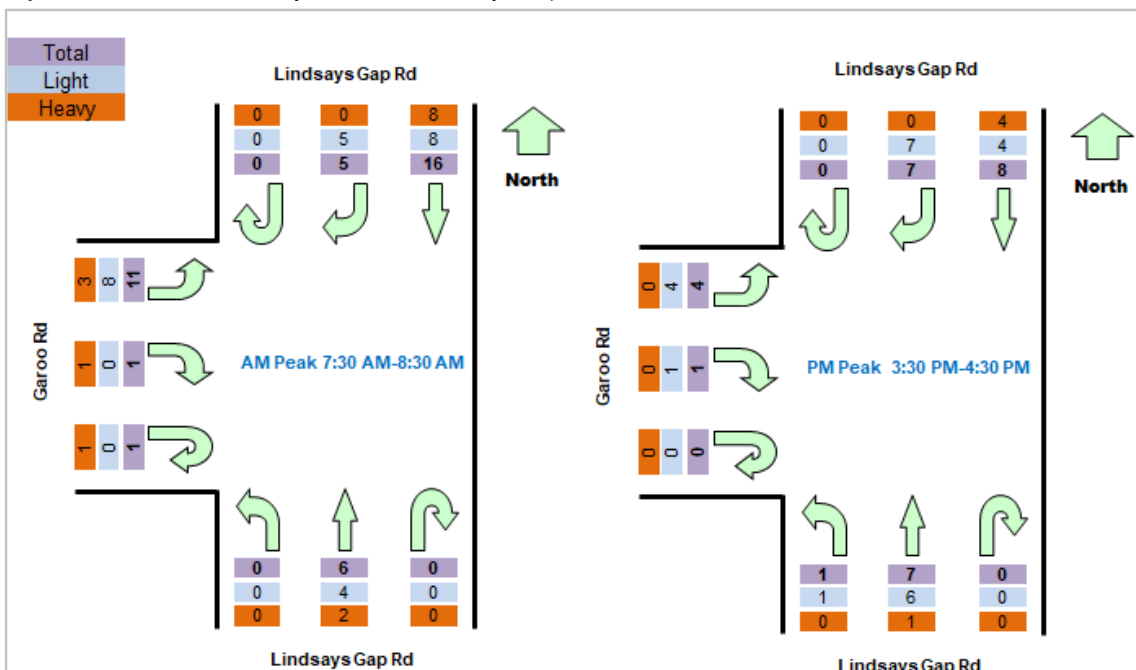 Total
Light
Heavy
Lindsays Gap Rd
0 0 8
0 5 8
0 5 16
North
3 8 11
Garoo Rd
1 0 1
AM Peak 7:30 AM-8:30 AM
1 0 1
0 6 0
0 4 0
0 2 0
Lindsays Gap Rd
Lindsays Gap Rd
0 0 4
0 7 4
0 7 8
North
0 4 4
Garoo Rd
0 1 1
PM Peak 3:30 PM-4:30 PM
0 0 0
1 7 0
1 6 0
0 1 0
Lindsays Gap Rd